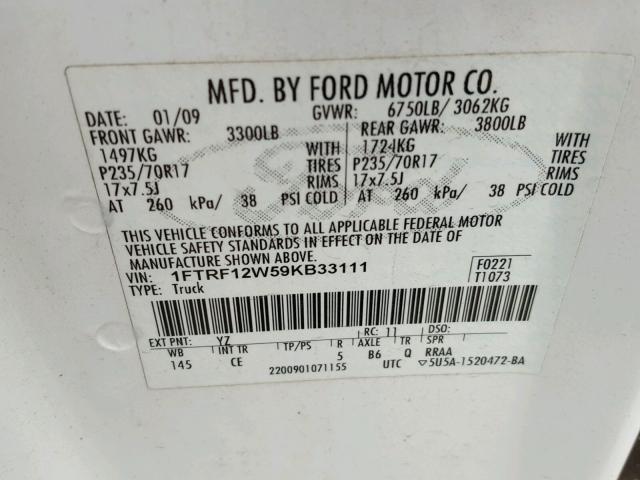 MFD. BY FORD MOTOR CO.
DATE: 01/09 GVWR: 6750LB/ 3062KG
FRONT GAWR: 3300LB REAR GAWR: 3800LB
1497KG WITH 1724KG WITH
P235/70R17 TIRES P235/70R17 TIRES
17x7.5J RIMS 17x7.5J RIMS
AT 260 kPa/ 38 PSI COLD AT 260 kPa/ 38 PSI COLD
Ford
THIS VEHICLE CONFORMS TO ALL APPLICABLE FEDERAL MOTOR
VEHICLE SAFETY STANDARDS IN EFFECT ON THE DATE OF
MANUFACTURE SHOWN ABOVE.
VIN: 1FTRF12W59KB33111 F0221
TYPE: Truck T1073
EXT PNT: YZ RC: 11 DSO:
WB INT TR TP/PS R AXLE TR SPR
145 CE 5 B6 Q RRAA
2200901071155 UTC ▽5U5A-1520472-BA